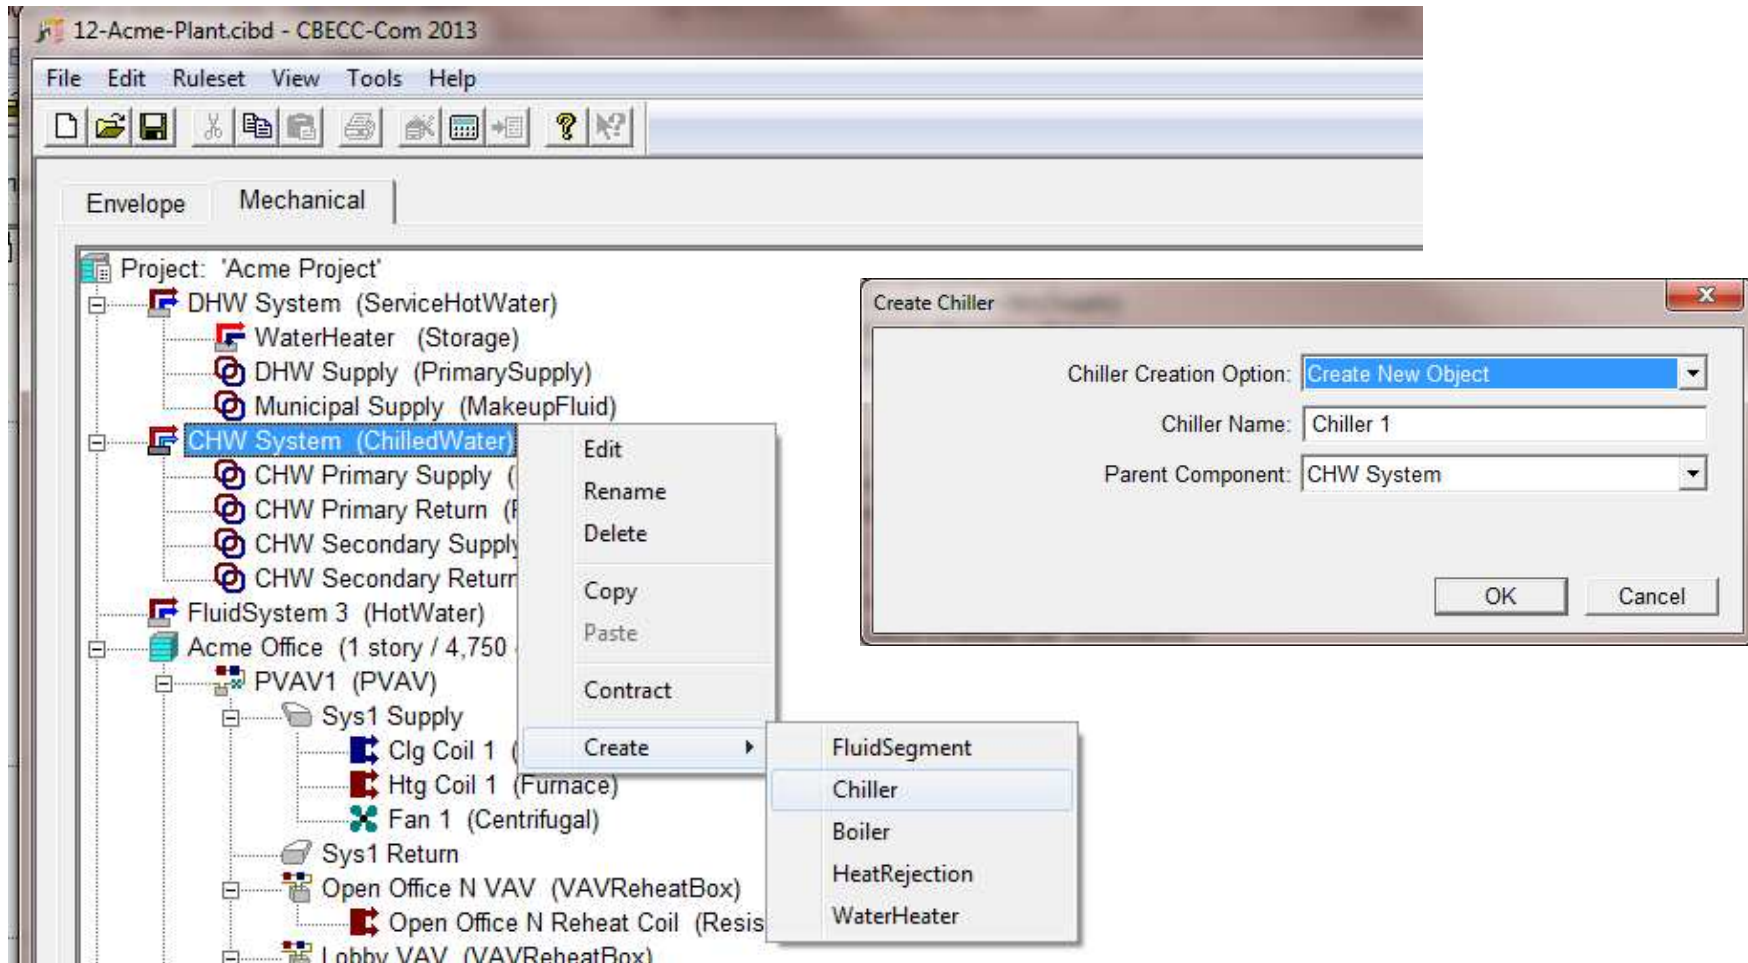 12-Acme-Plant.cibd - CBECC-Com 2013
File Edit Ruleset View Tools Help
Envelope Mechanical
Project: 'Acme Project'
DHW System (ServiceHotWater)
WaterHeater (Storage)
DHW Supply (PrimarySupply)
Municipal Supply (MakeupFluid)
CHW System (ChilledWater)
CHW Primary Supply (
CHW Primary Return (
CHW Secondary Supply
CHW Secondary Return
FluidSystem 3 (HotWater)
Acme Office (1 story / 4,750
PVAV1 (PVAV)
Sys1 Supply
Clg Coil 1 (
Htg Coil 1 (Furnace)
Fan 1 (Centrifugal)
Sys1 Return
Open Office N VAV (VAVReheatBox)
Open Office N Reheat Coil (Resis
Lobby VAV (VAVReheatBox)
Edit
Rename
Delete
Copy
Paste
Contract
Create
FluidSegment
Chiller
Boiler
HeatRejection
WaterHeater
Create Chiller
Chiller Creation Option: Create New Object
Chiller Name: Chiller 1
Parent Component: CHW System
OK Cancel